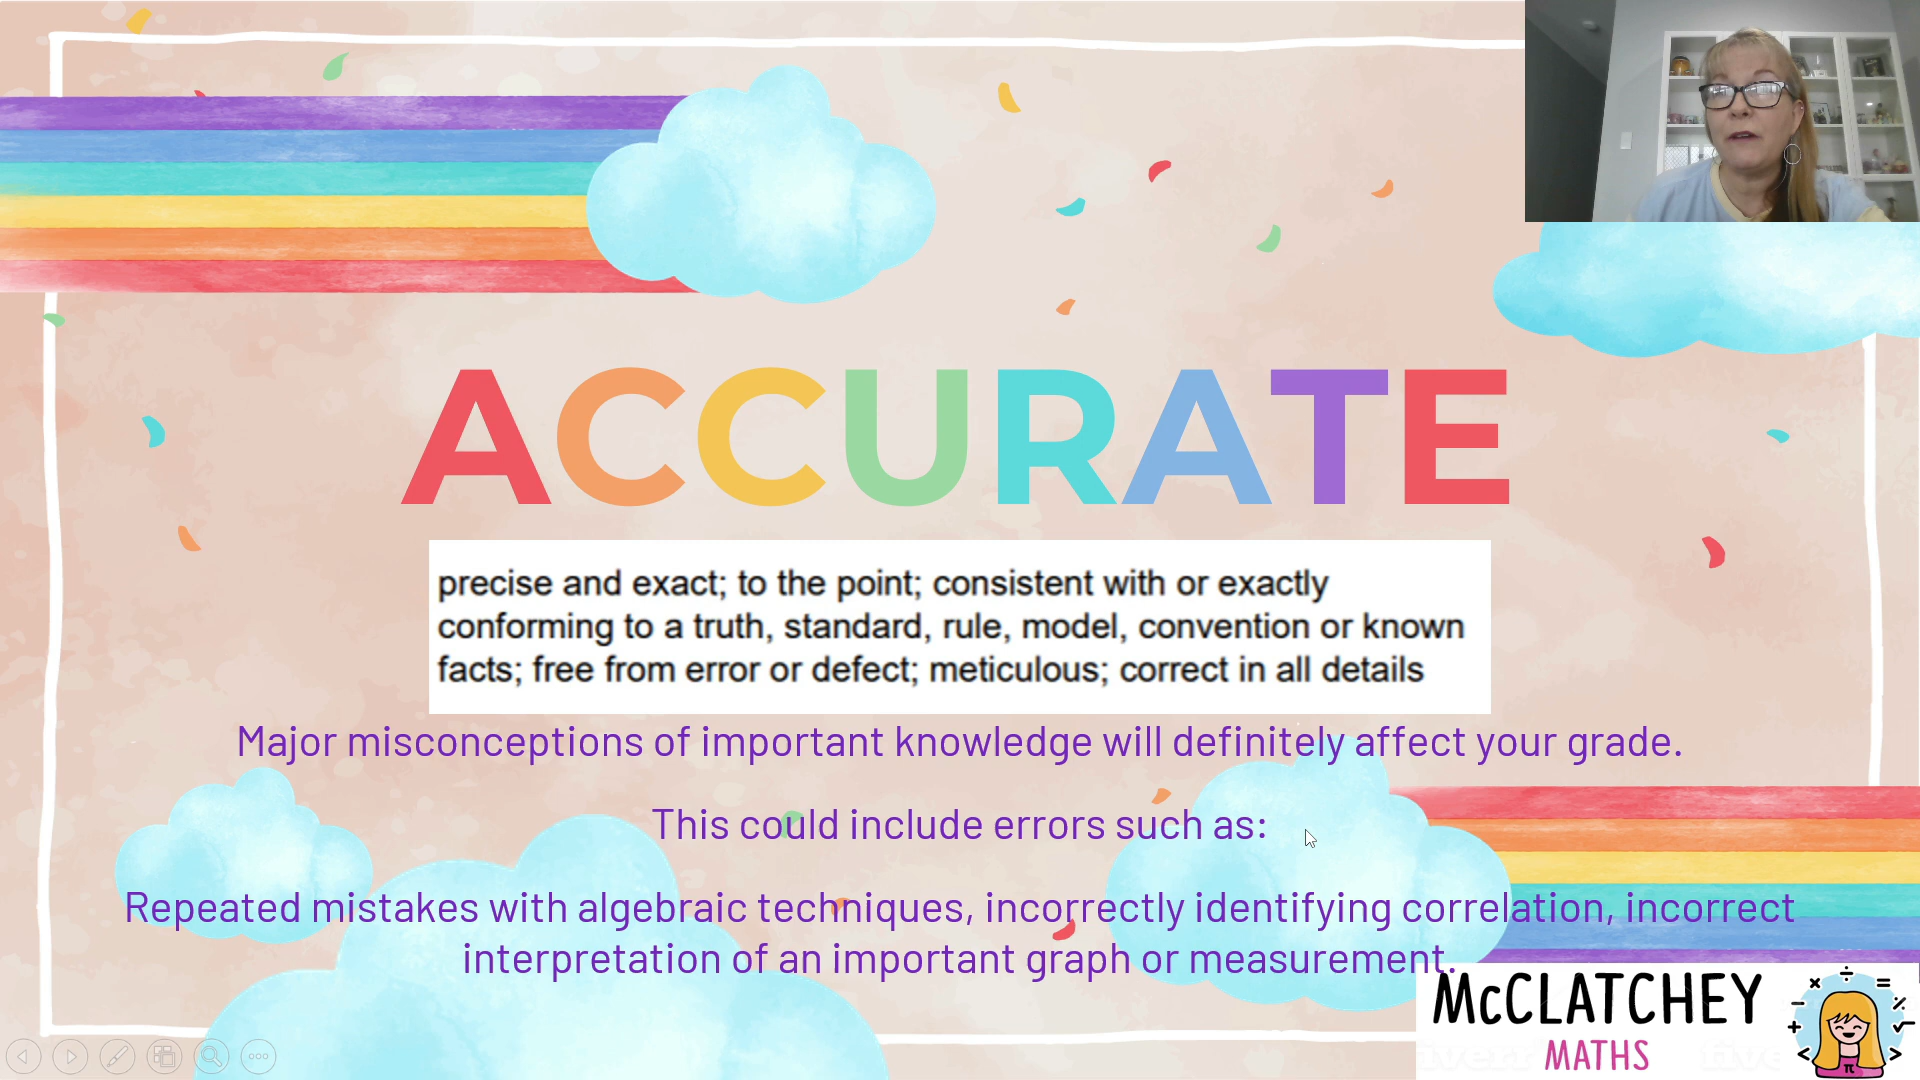 ACCURATE
precise and exact; to the point; consistent with or exactly
conforming to a truth, standard, rule, model, convention or known
facts; free from error or defect; meticulous; correct in all details
Major misconceptions of important knowledge will definitely affect your grade.
This could include errors such as:
Repeated mistakes with algebraic techniques, incorrectly identifying correlation, incorrect
interpretation of an important graph or measurement.
McCLATCHEY
MATHS